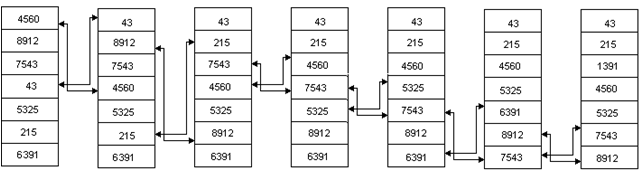 4560 43 43 43 43 43 43
8912 8912 215 215 215 215 215
7543 7543 7543 4560 4560 4560 1391
43 4560 4560 7543 5325 5325 4560
5325 5325 5325 5325 7543 6391 5325
215 215 8912 8912 8912 8912 7543
6391 6391 6391 6391 6391 7543 8912